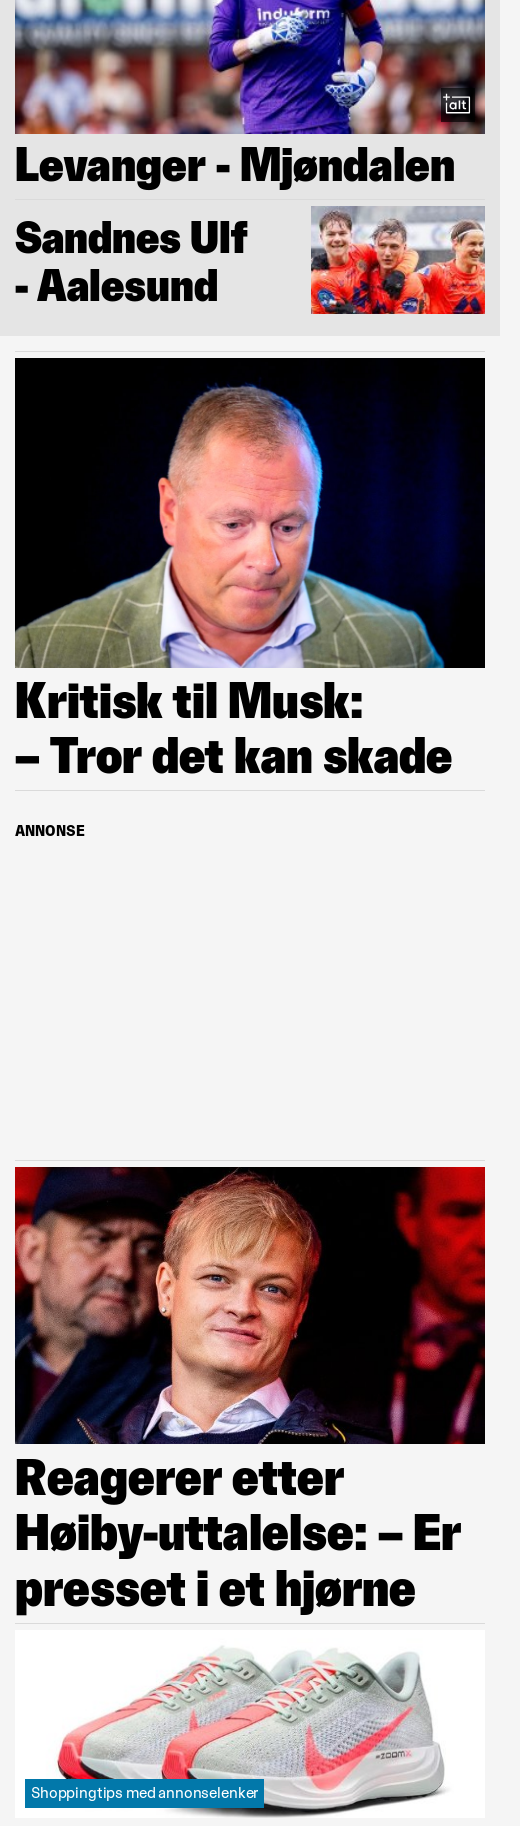 induform
+alt
Levanger - Mjøndalen
Sandnes Ulf
- Aalesund
Kritisk til Musk:
– Tror det kan skade
ANNONSE
Reagerer etter
Høiby-uttalelse: – Er
presset i et hjørne
ZOOMX
Shoppingtips med annonselenker